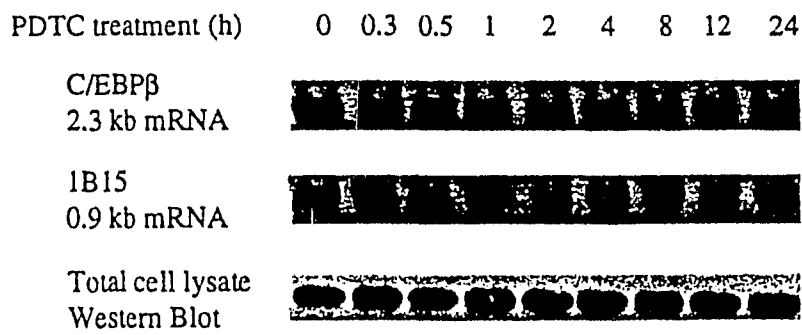 PDTC treatment (h) 0 0.3 0.5 1 2 4 8 12 24
C/EBPβ
2.3 kb mRNA
1B15
0.9 kb mRNA
Total cell lysate
Western Blot